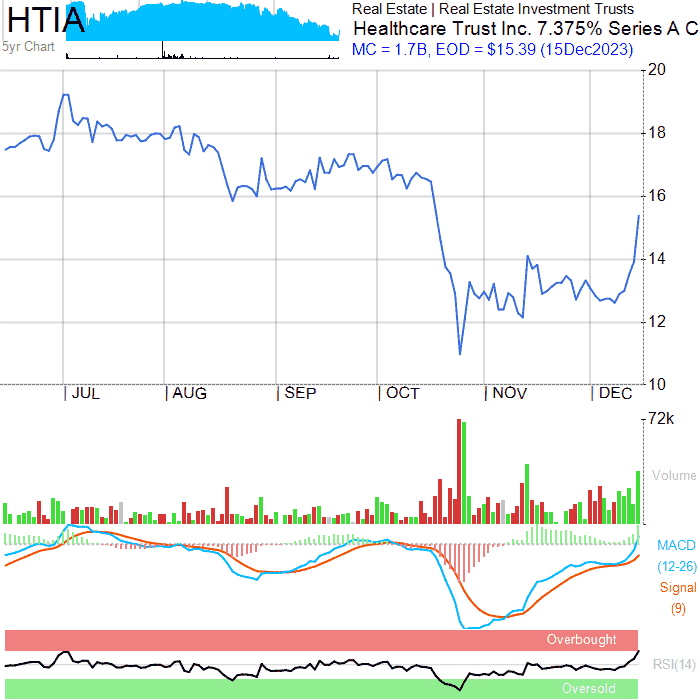 HTIA
5yr Chart
Real Estate | Real Estate Investment Trusts
Healthcare Trust Inc. 7.375% Series A C
MC = 1.7B, EOD = $15.39 (15Dec2023)
20
18
16
14
12
10
JUL AUG SEP OCT NOV DEC
72k
Volume
MACD
(12-26)
Signal
(9)
Overbought
RSI(14)
Oversold